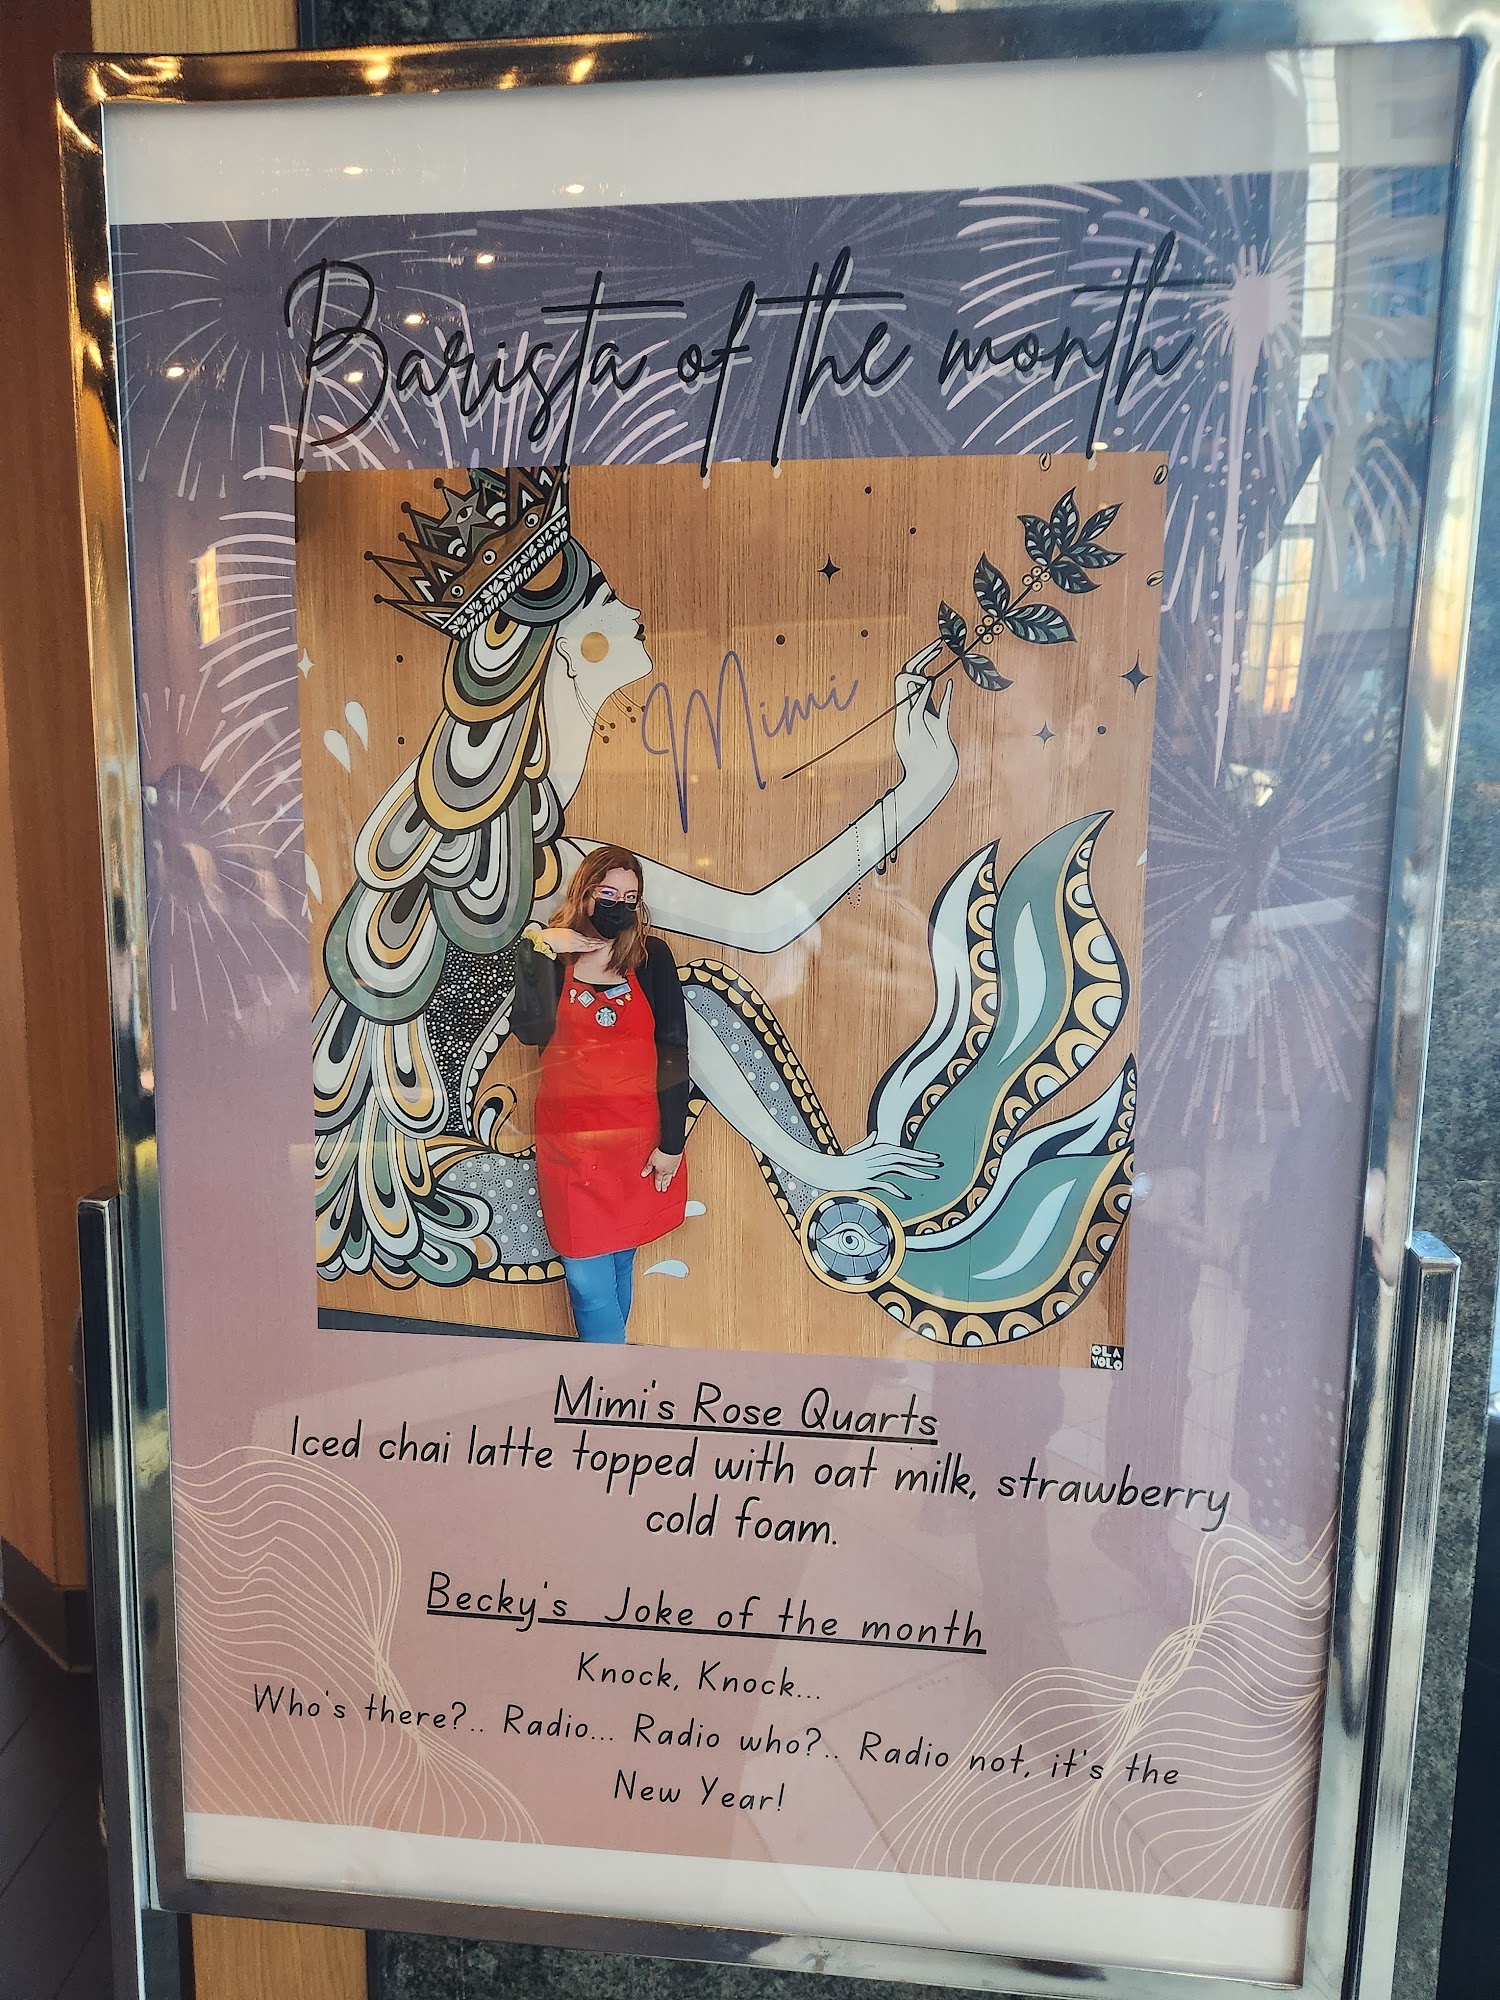 Barista of the month
Mimi
OLA
VOLO
Mimi's Rose Quarts
Iced chai latte topped with oat milk, strawberry
cold foam.
Becky's Joke of the month
Knock, Knock...
Who's there?.. Radio... Radio who?.. Radio not, it's the
New Year!